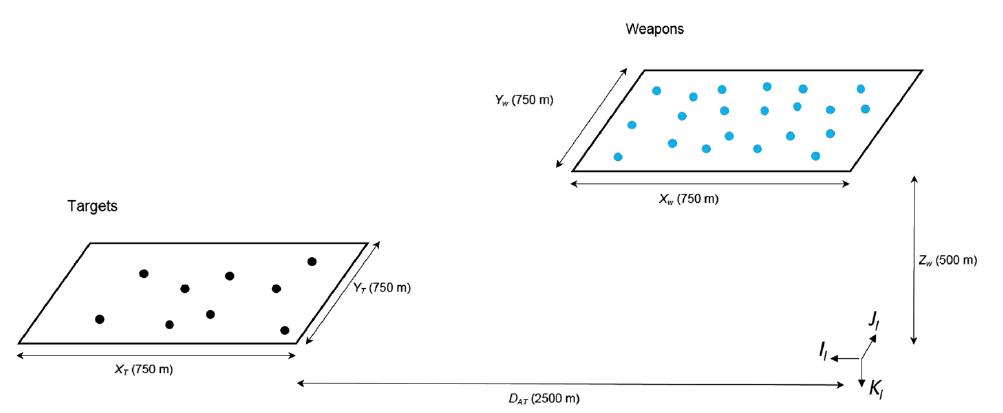 Weapons
Yw (750 m)
Xw (750 m)
Targets
YT (750 m)
Zw (500 m)
XT (750 m)
JI
II
KI
DAT (2500 m)